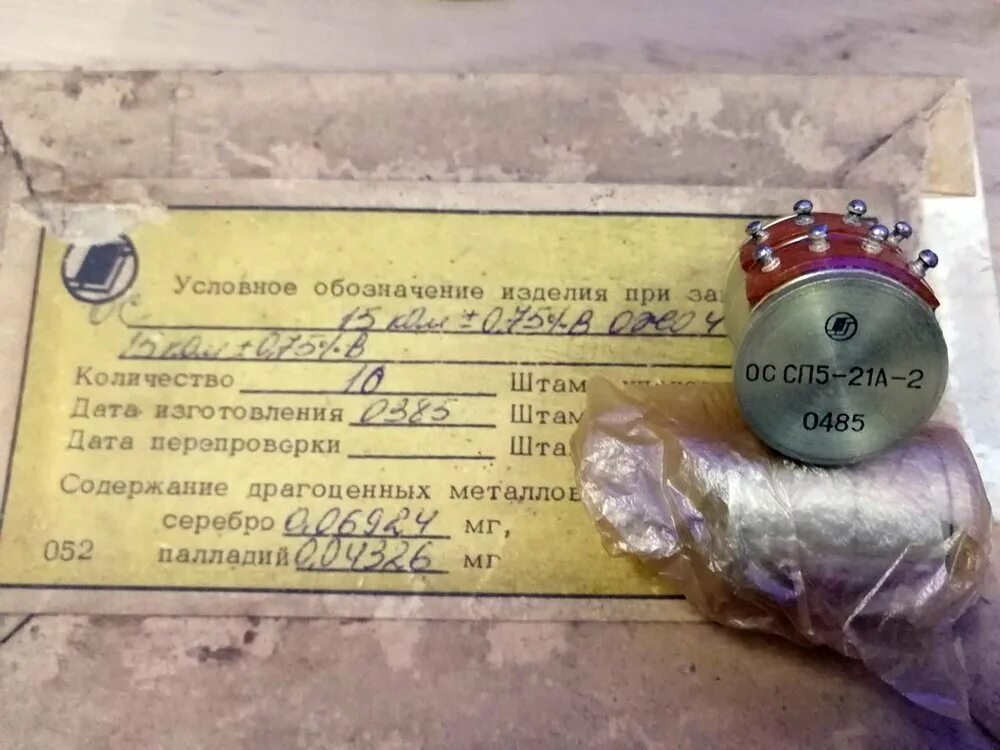 Условное обозначение изделия при за
ОС 15 кОм ± 0,75% В
15 кОм ± 0,75% В
Количество 10 Штам
Дата изготовления 0385 Штам
Дата перепроверки Шта
Содержание драгоценных металлов
серебро 0,06924 мг,
052 палладий 0,04326 мг
ОС СП5-21А-2
0485